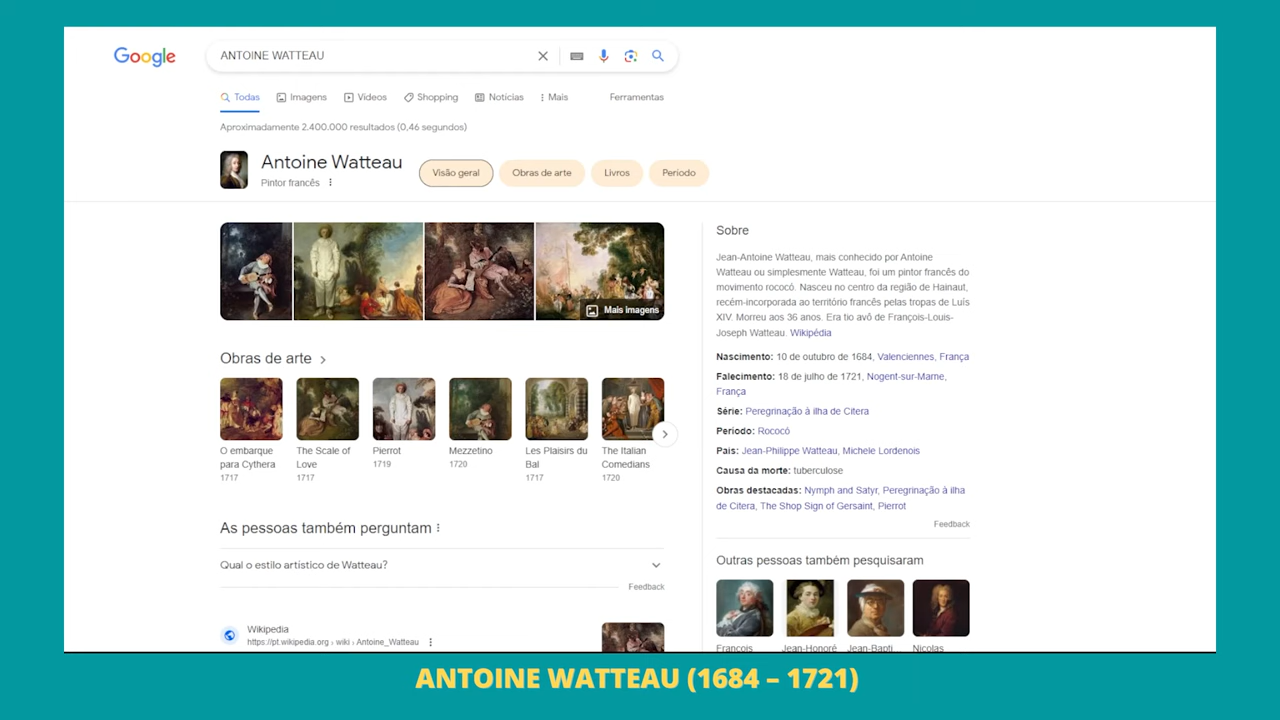 Google
ANTOINE WATTEAU
Todas
Imagens
Vídeos
Shopping
Notícias
Mais
Ferramentas
Aproximadamente 2.400.000 resultados (0,46 segundos)
Antoine Watteau
Pintor francês
Visão geral
Obras de arte
Livros
Período
Mais imagens
Obras de arte
O embarque
para Cythera
1717
The Scale of
Love
1717
Pierrot
1719
Mezzetino
1720
Les Plaisirs du
Bal
1717
The Italian
Comedians
1720
As pessoas também perguntam
Qual o estilo artístico de Watteau?
Feedback
Wikipedia
https://pt.wikipedia.org › wiki › Antoine_Watteau
Sobre
Jean-Antoine Watteau, mais conhecido por Antoine
Watteau ou simplesmente Watteau, foi um pintor francês do
movimento rococó. Nasceu no centro da região de Hainaut,
recém-incorporada ao território francês pelas tropas de Luís
XIV. Morreu aos 36 anos. Era tio avô de François-Louis-
Joseph Watteau. Wikipédia
Nascimento: 10 de outubro de 1684, Valenciennes, França
Falecimento: 18 de julho de 1721, Nogent-sur-Marne,
França
Série: Peregrinação à ilha de Citera
Período: Rococó
Pais: Jean-Philippe Watteau, Michele Lordenois
Causa da morte: tuberculose
Obras destacadas: Nymph and Satyr, Peregrinação à ilha
de Citera, The Shop Sign of Gersaint, Pierrot
Feedback
Outras pessoas também pesquisaram
François
Jean-Honoré
Jean-Bapti...
Nicolas
ANTOINE WATTEAU (1684 – 1721)